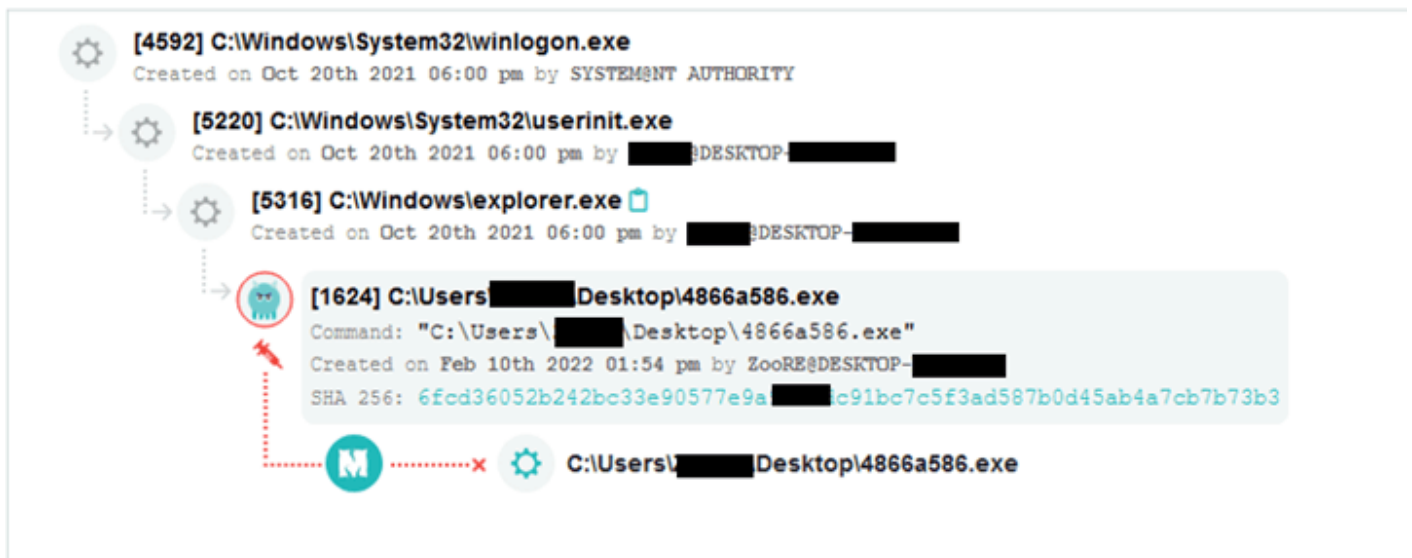 [4592] C:\Windows\System32\winlogon.exe
Created on Oct 20th 2021 06:00 pm by SYSTEM@NT AUTHORITY
[5220] C:\Windows\System32\userinit.exe
Created on Oct 20th 2021 06:00 pm by @DESKTOP-
[5316] C:\Windows\explorer.exe
Created on Oct 20th 2021 06:00 pm by @DESKTOP-
[1624] C:\Users\ Desktop\4866a586.exe
Command: "C:\Users\ \Desktop\4866a586.exe"
Created on Feb 10th 2022 01:54 pm by ZooRE@DESKTOP-
SHA 256: 6fcd36052b242bc33e90577e9a c91bc7c5f3ad587b0d45ab4a7cb7b73b3
M
C:\Users\ Desktop\4866a586.exe